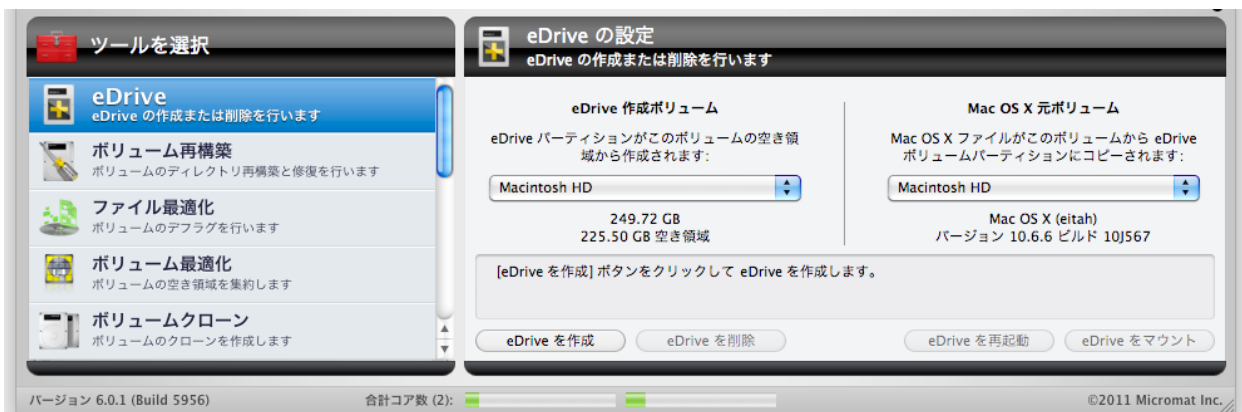 ツールを選択
eDrive
eDrive の作成または削除を行います
ボリューム再構築
ボリュームのディレクトリ再構築と修復を行います
ファイル最適化
ボリュームのデフラグを行います
ボリューム最適化
ボリュームの空き領域を集約します
ボリュームクローン
ボリュームのクローンを作成します
eDrive の設定
eDrive の作成または削除を行います
eDrive 作成ボリューム
eDrive パーティションがこのボリュームの空き領
域から作成されます:
Macintosh HD
249.72 GB
225.50 GB 空き領域
Mac OS X 元ボリューム
Mac OS X ファイルがこのボリュームから eDrive
ボリュームパーティションにコピーされます:
Macintosh HD
Mac OS X (eitah)
バージョン 10.6.6 ビルド 10J567
[eDrive を作成] ボタンをクリックして eDrive を作成します。
eDrive を作成
eDrive を削除
eDrive を再起動
eDrive をマウント
バージョン 6.0.1 (Build 5956)
合計コア数 (2):
©2011 Micromat Inc.